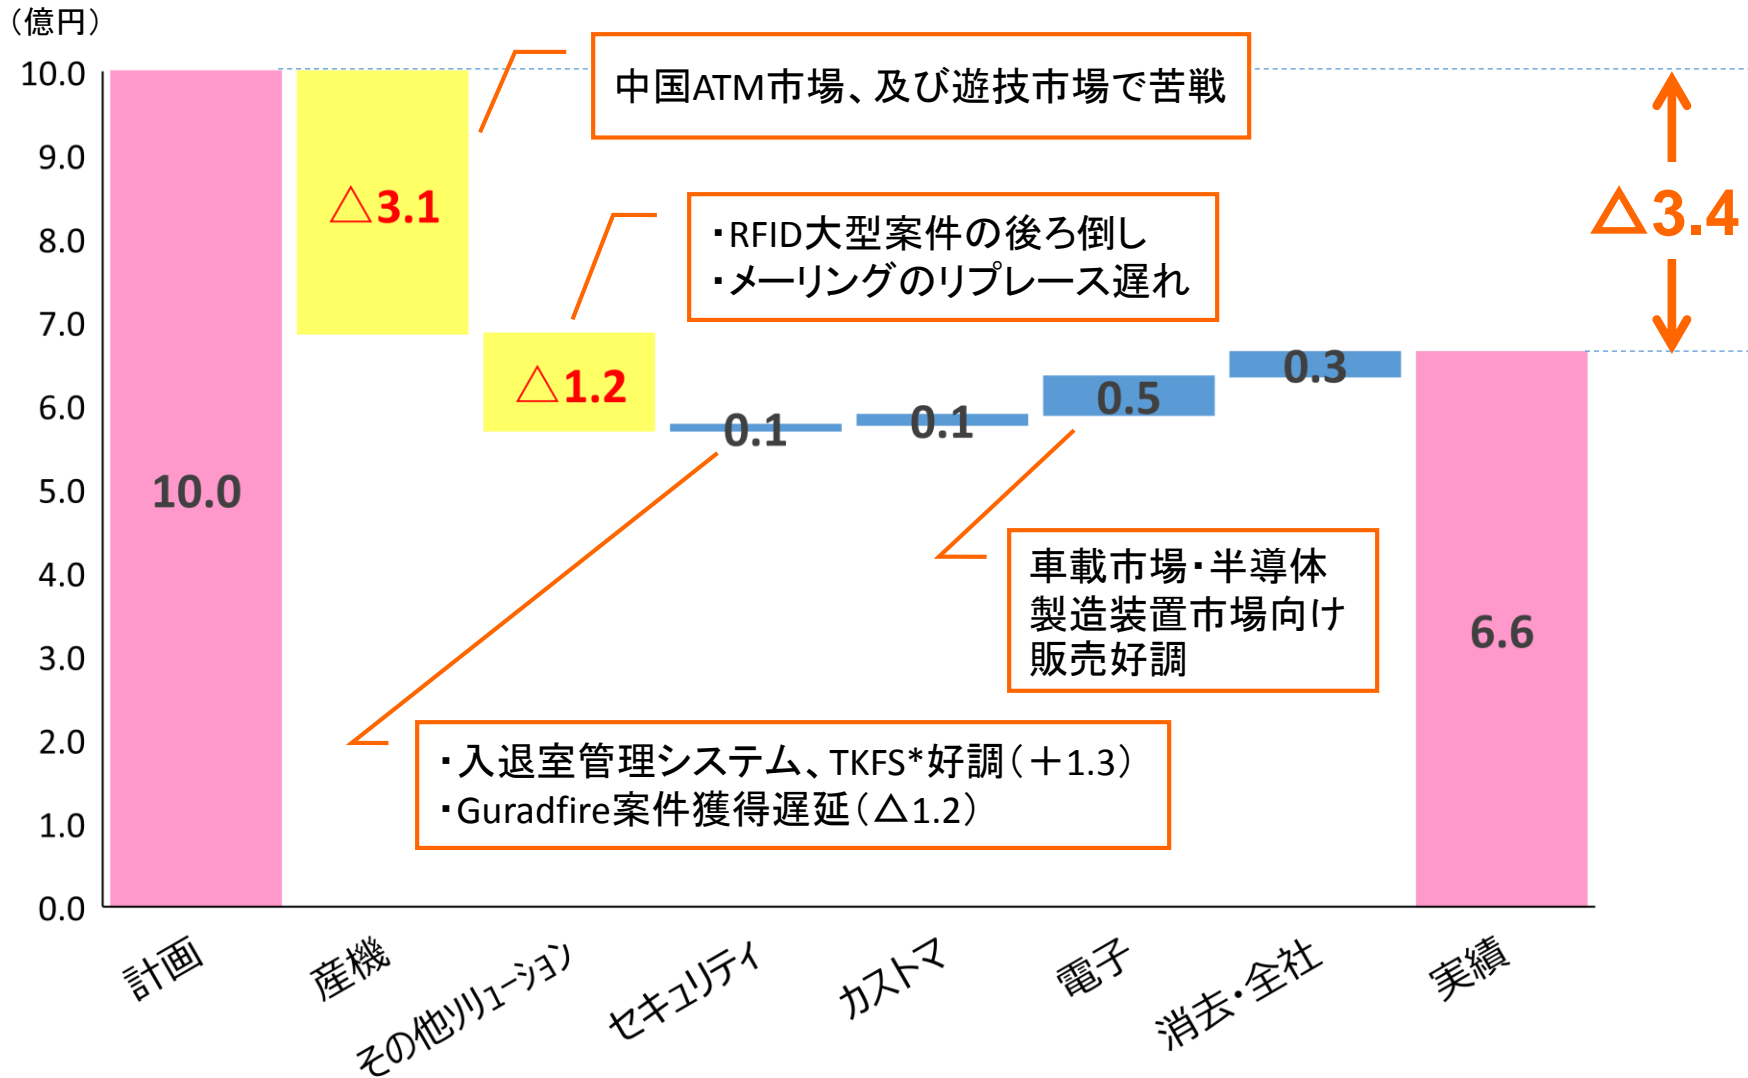 （億円）
10.0
9.0
8.0
7.0
6.0
5.0
4.0
3.0
2.0
1.0
0.0
中国ATM市場、及び遊技市場で苦戦
・RFID大型案件の後ろ倒し
・メーリングのリプレース遅れ
車載市場・半導体
製造装置市場向け
販売好調
・入退室管理システム、TKFS*好調（＋1.3）
・Guradfire案件獲得遅延（△1.2）
10.0
△3.1
△1.2
0.1
0.1
0.5
0.3
6.6
△3.4
計画
産機
その他ｿﾘｭｰｼｮﾝ
セキュリティ
カストマ
電子
消去・全社
実績